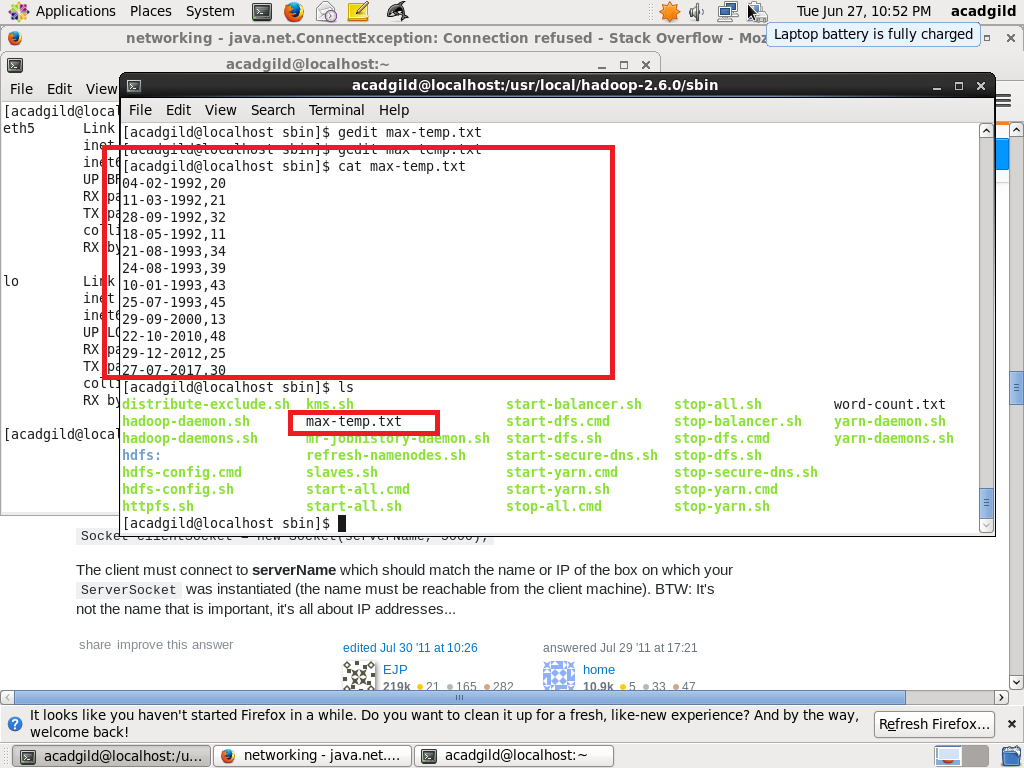 Applications Places System Tue Jun 27, 10:52 PM acadgild
networking - java.net.ConnectException: Connection refused - Stack Overflow - Moz
Laptop battery is fully charged
acadgild@localhost:~
File Edit View
[acadgild@local
eth5 Link
inet
inet6
UP BR
RX pa
TX pa
colli
RX by
lo Link
inet
inet6
UP LO
RX pa
TX pa
colli
RX by
[acadgild@local
acadgild@localhost:/usr/local/hadoop-2.6.0/sbin
File Edit View Search Terminal Help
[acadgild@localhost sbin]$ gedit max-temp.txt
[acadgild@localhost sbin]$ gedit max-temp.txt
[acadgild@localhost sbin]$ cat max-temp.txt
04-02-1992,20
11-03-1992,21
28-09-1992,32
18-05-1992,11
21-08-1993,34
24-08-1993,39
10-01-1993,43
25-07-1993,45
29-09-2000,13
22-10-2010,48
29-12-2012,25
27-07-2017,30
[acadgild@localhost sbin]$ ls
distribute-exclude.sh kms.sh start-balancer.sh stop-all.sh word-count.txt
hadoop-daemon.sh max-temp.txt start-dfs.cmd stop-balancer.sh yarn-daemon.sh
hadoop-daemons.sh mr-jobhistory-daemon.sh start-dfs.sh stop-dfs.cmd yarn-daemons.sh
hdfs: refresh-namenodes.sh start-secure-dns.sh stop-dfs.sh
hdfs-config.cmd slaves.sh start-yarn.cmd stop-secure-dns.sh
hdfs-config.sh start-all.cmd start-yarn.sh stop-yarn.cmd
httpfs.sh start-all.sh stop-all.cmd stop-yarn.sh
[acadgild@localhost sbin]$
Socket clientSocket = new Socket(serverName, 5000);
The client must connect to serverName which should match the name or IP of the box on which your
ServerSocket was instantiated (the name must be reachable from the client machine). BTW: It's
not the name that is important, it's all about IP addresses...
share improve this answer
edited Jul 30 '11 at 10:26
EJP
219k 21 165 282
answered Jul 29 '11 at 17:21
home
10.9k 5 33 47
It looks like you haven't started Firefox in a while. Do you want to clean it up for a fresh, like-new experience? And by the way,
welcome back!
Refresh Firefox...
acadgild@localhost:/u... networking - java.net.... acadgild@localhost:~